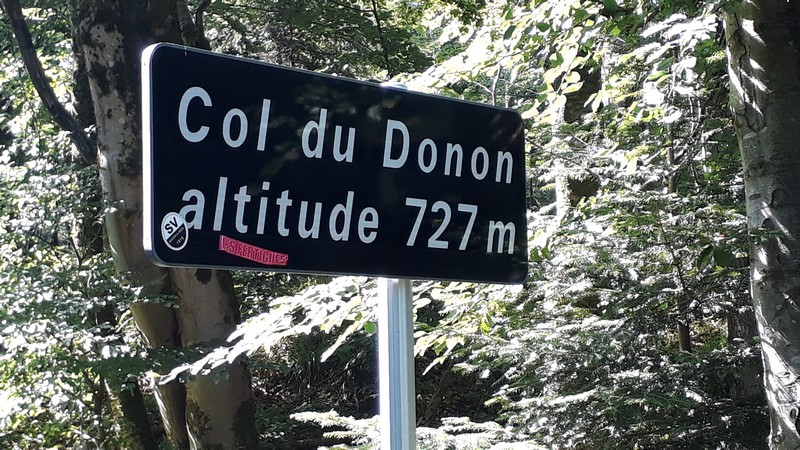 Col du Donon
altitude 727 m
SV